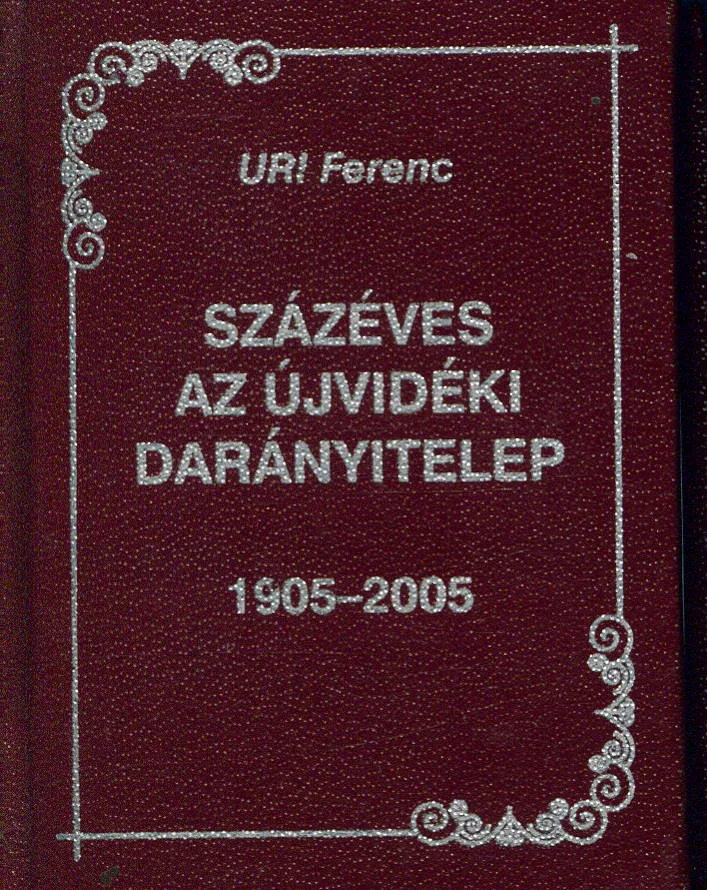 URI Ferenc
SZÁZÉVES
AZ ÚJVIDÉKI
DARÁNYITELEP
1905–2005